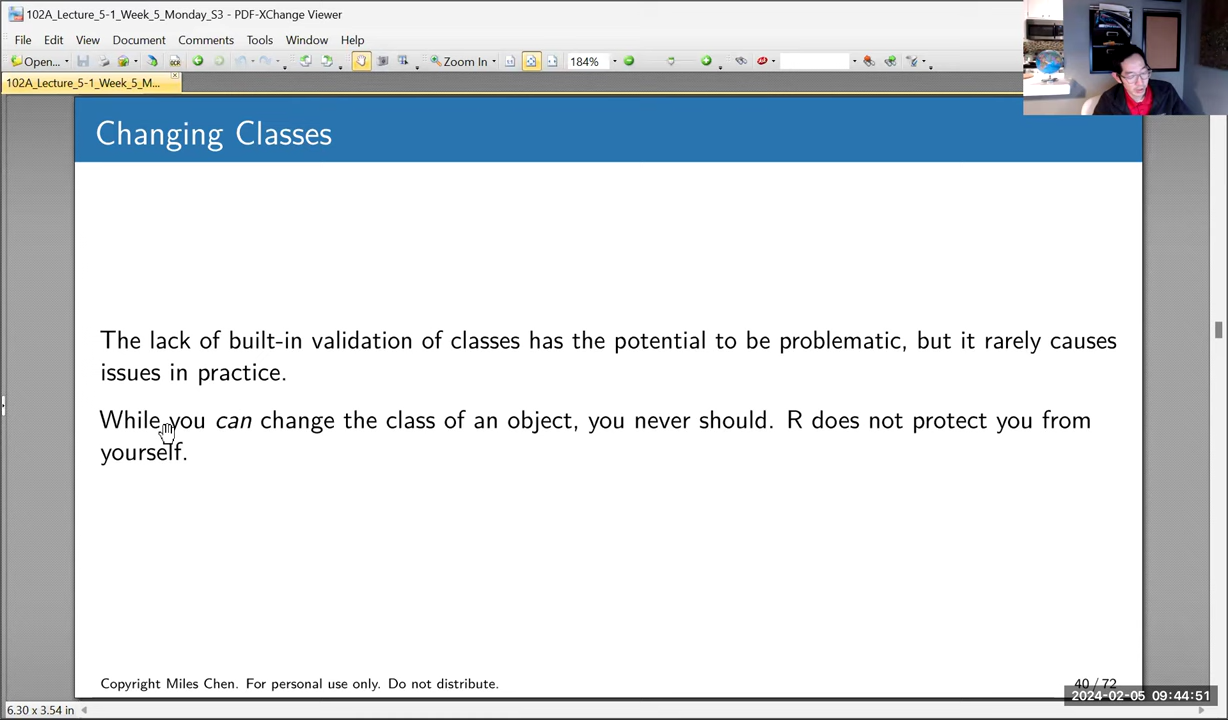 102A_Lecture_5-1_Week_5_Monday_S3 - PDF-XChange Viewer
File Edit View Document Comments Tools Window Help
Open... OCR Zoom In 184%
102A_Lecture_5-1_Week_5_M...
Changing Classes
The lack of built-in validation of classes has the potential to be problematic, but it rarely causes
issues in practice.
While you can change the class of an object, you never should. R does not protect you from
yourself.
Copyright Miles Chen. For personal use only. Do not distribute.
40 / 72
2024-02-05 09:44:51
6.30 x 3.54 in